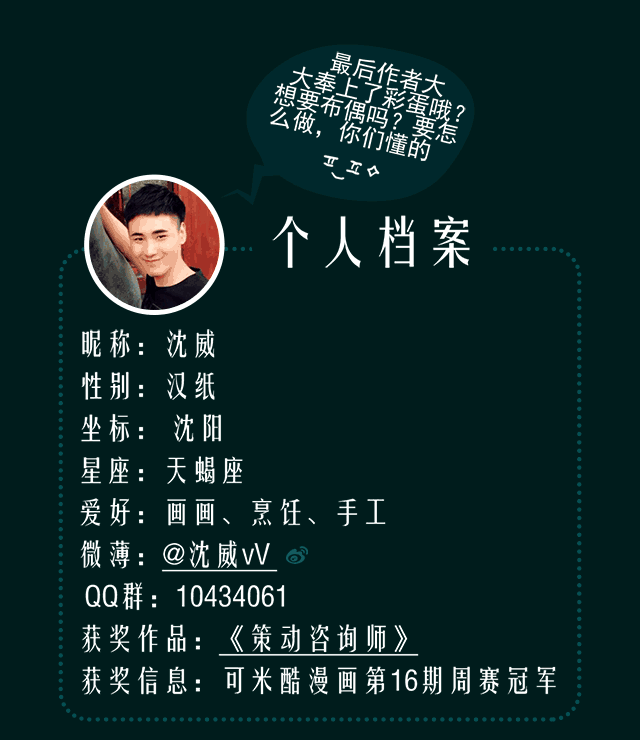 最后作者大
大奉上了彩蛋哦?
想要布偶吗?要怎
么做,你们懂的
个人档案
昵称:沈威
性别:汉纸
坐标: 沈阳
星座:天蝎座
爱好:画画、烹饪、手工
微薄:@沈威vV
QQ群:10434061
获奖作品:《策动咨询师》
获奖信息:可米酷漫画第16期周赛冠军